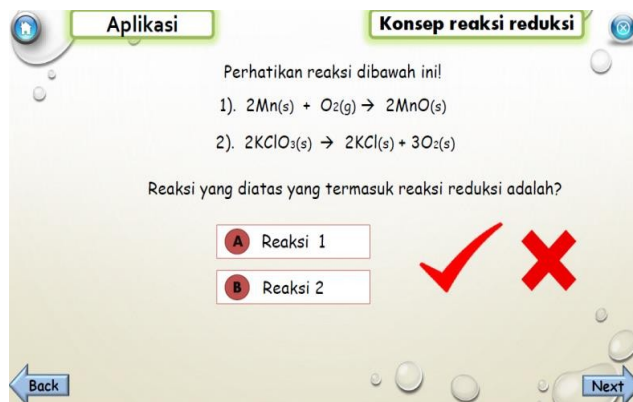 Aplikasi
Konsep reaksi reduksi
Perhatikan reaksi dibawah ini!
1). 2Mn(s) + O2(g) → 2MnO(s)
2). 2KClO3(s) → 2KCl(s) + 3O2(s)
Reaksi yang diatas yang termasuk reaksi reduksi adalah?
A Reaksi 1
B Reaksi 2
Back
Next